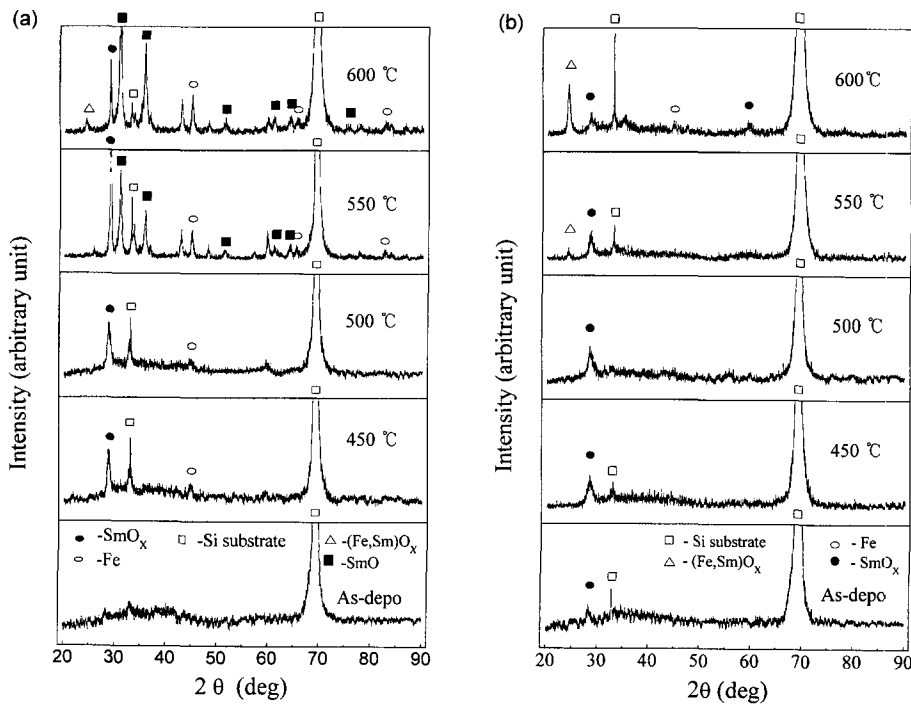 (a)
600 ℃
550 ℃
500 ℃
450 ℃
-SmOx
-Si substrate
-(Fe,Sm)Ox
-Fe
-SmO
As-depo
20 30 40 50 60 70 80 90
2 θ (deg)
Intensity (arbitrary unit)
(b)
600℃
550 ℃
500 ℃
450 ℃
- Si substrate
- Fe
- (Fe,Sm)Ox
- SmOx
As-depo
20 30 40 50 60 70 80 90
2θ (deg)
Intensity (arbitrary unit)